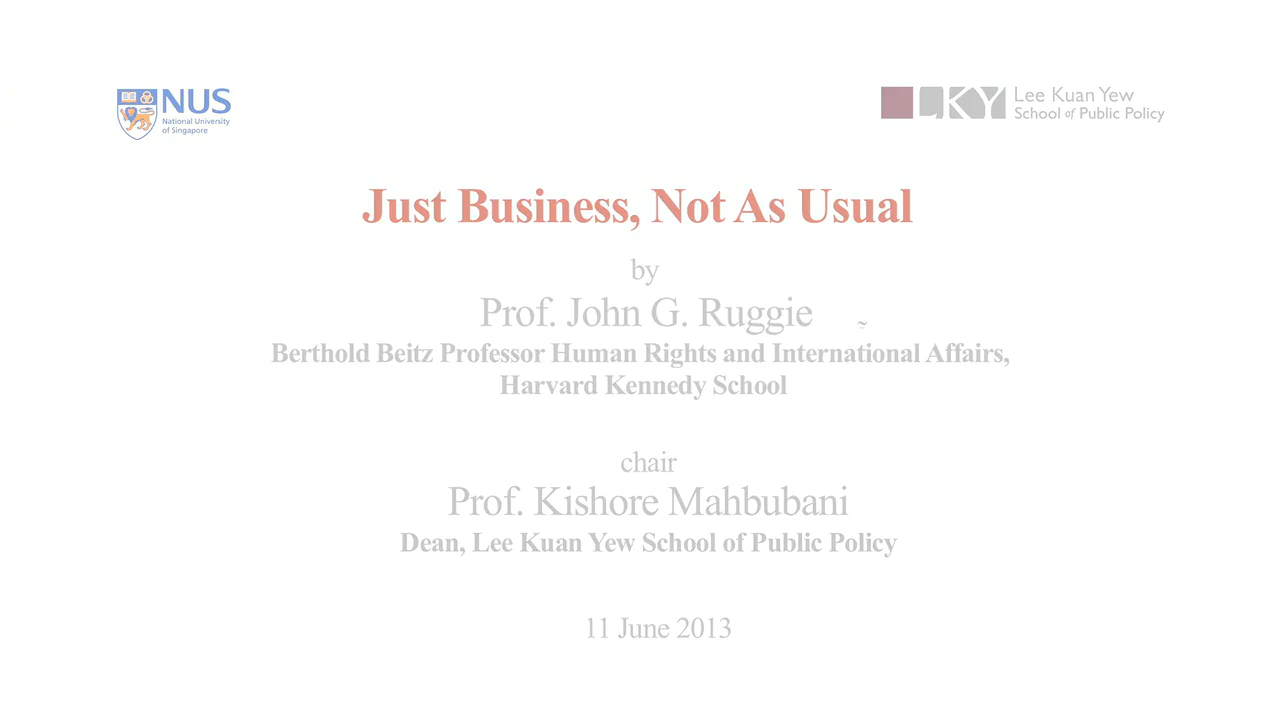 NUS
National University
of Singapore
LKY
Lee Kuan Yew
School of Public Policy
Just Business, Not As Usual
by
Prof. John G. Ruggie
~
Berthold Beitz Professor Human Rights and International Affairs,
Harvard Kennedy School
chair
Prof. Kishore Mahbubani
Dean, Lee Kuan Yew School of Public Policy
11 June 2013